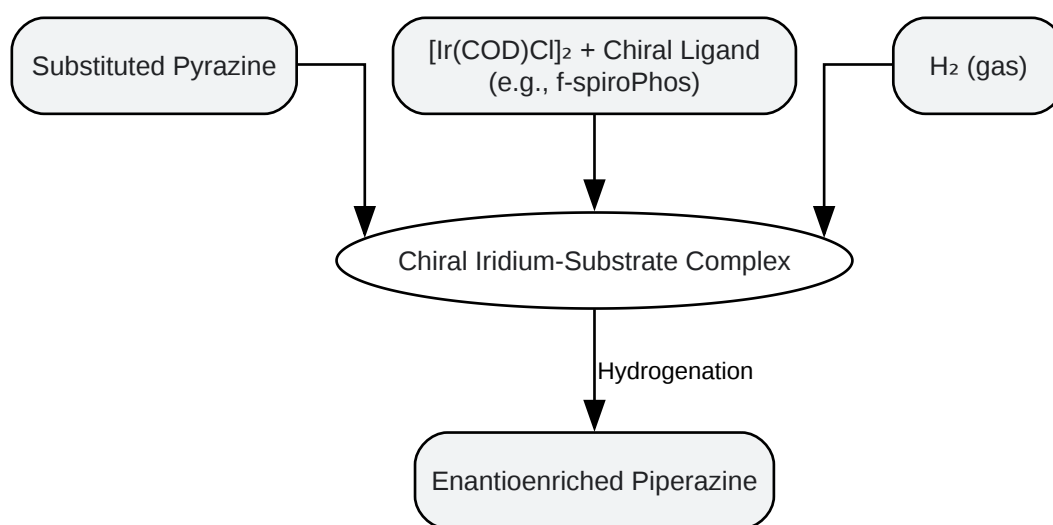 Substituted Pyrazine
[Ir(COD)Cl]₂ + Chiral Ligand
(e.g., f-spiroPhos)
H₂ (gas)
Chiral Iridium-Substrate Complex
Hydrogenation
Enantioenriched Piperazine